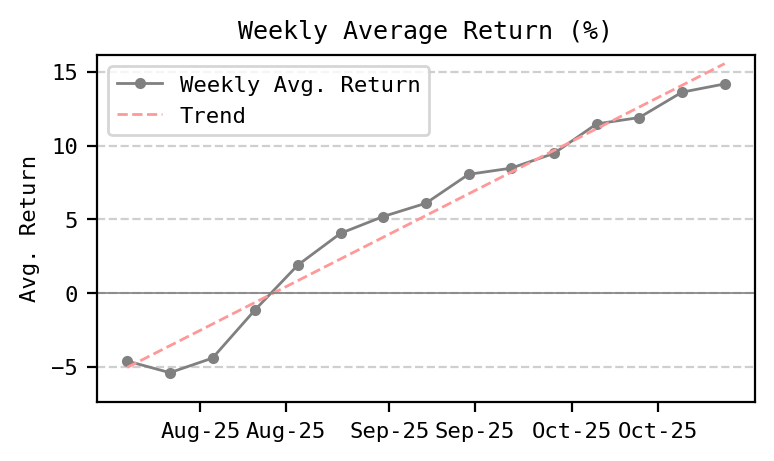 Weekly Average Return (%)
Weekly Avg. Return
Trend
Avg. Return
15
10
5
0
−5
Aug-25 Aug-25 Sep-25 Sep-25 Oct-25 Oct-25